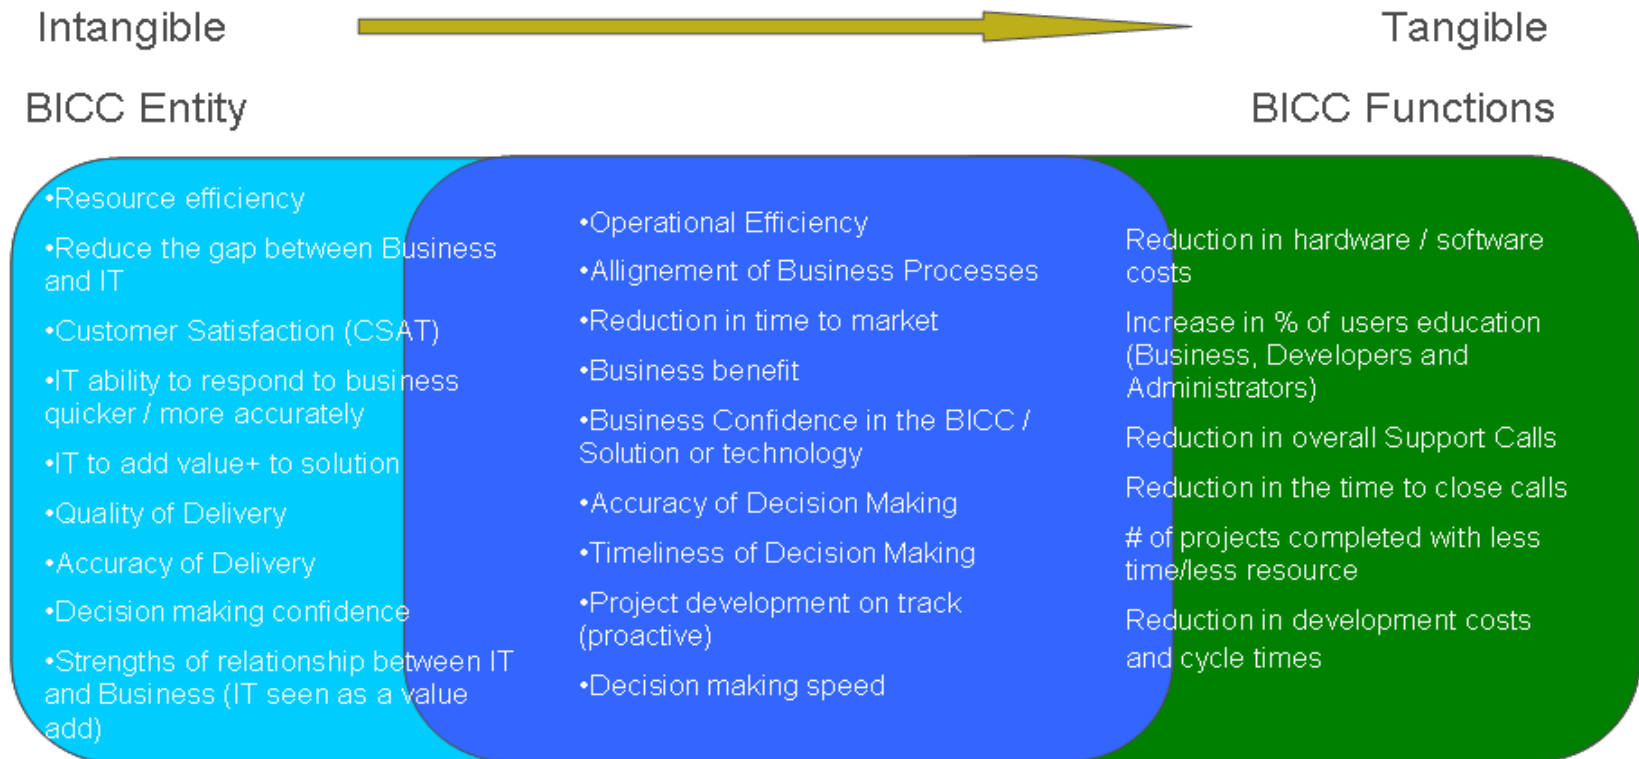 Intangible
Tangible
BICC Entity
BICC Functions
•Resource efficiency
•Reduce the gap between Business
and IT
•Customer Satisfaction (CSAT)
•IT ability to respond to business
quicker / more accurately
•IT to add value+ to solution
•Quality of Delivery
•Accuracy of Delivery
•Decision making confidence
•Strengths of relationship between IT
and Business (IT seen as a value
add)
•Operational Efficiency
•Allignement of Business Processes
•Reduction in time to market
•Business benefit
•Business Confidence in the BICC /
Solution or technology
•Accuracy of Decision Making
•Timeliness of Decision Making
•Project development on track
(proactive)
•Decision making speed
Reduction in hardware / software
costs
Increase in % of users education
(Business, Developers and
Administrators)
Reduction in overall Support Calls
Reduction in the time to close calls
# of projects completed with less
time/less resource
Reduction in development costs
and cycle times